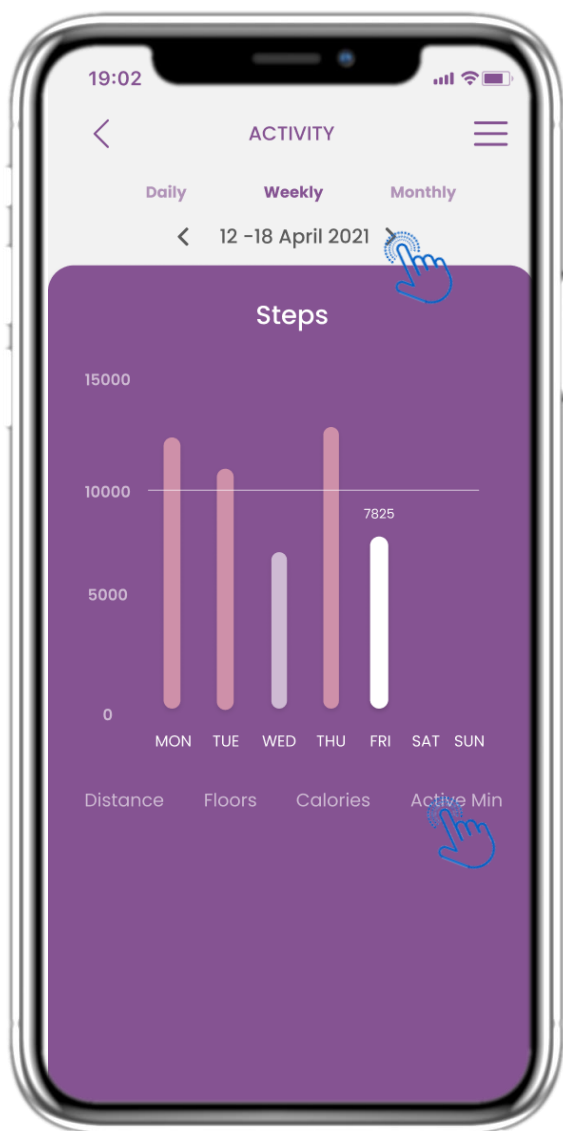 19:02
ACTIVITY
Daily Weekly Monthly
12 -18 April 2021
Steps
15000
10000
7825
5000
0
MON TUE WED THU FRI SAT SUN
Distance Floors Calories Active Min